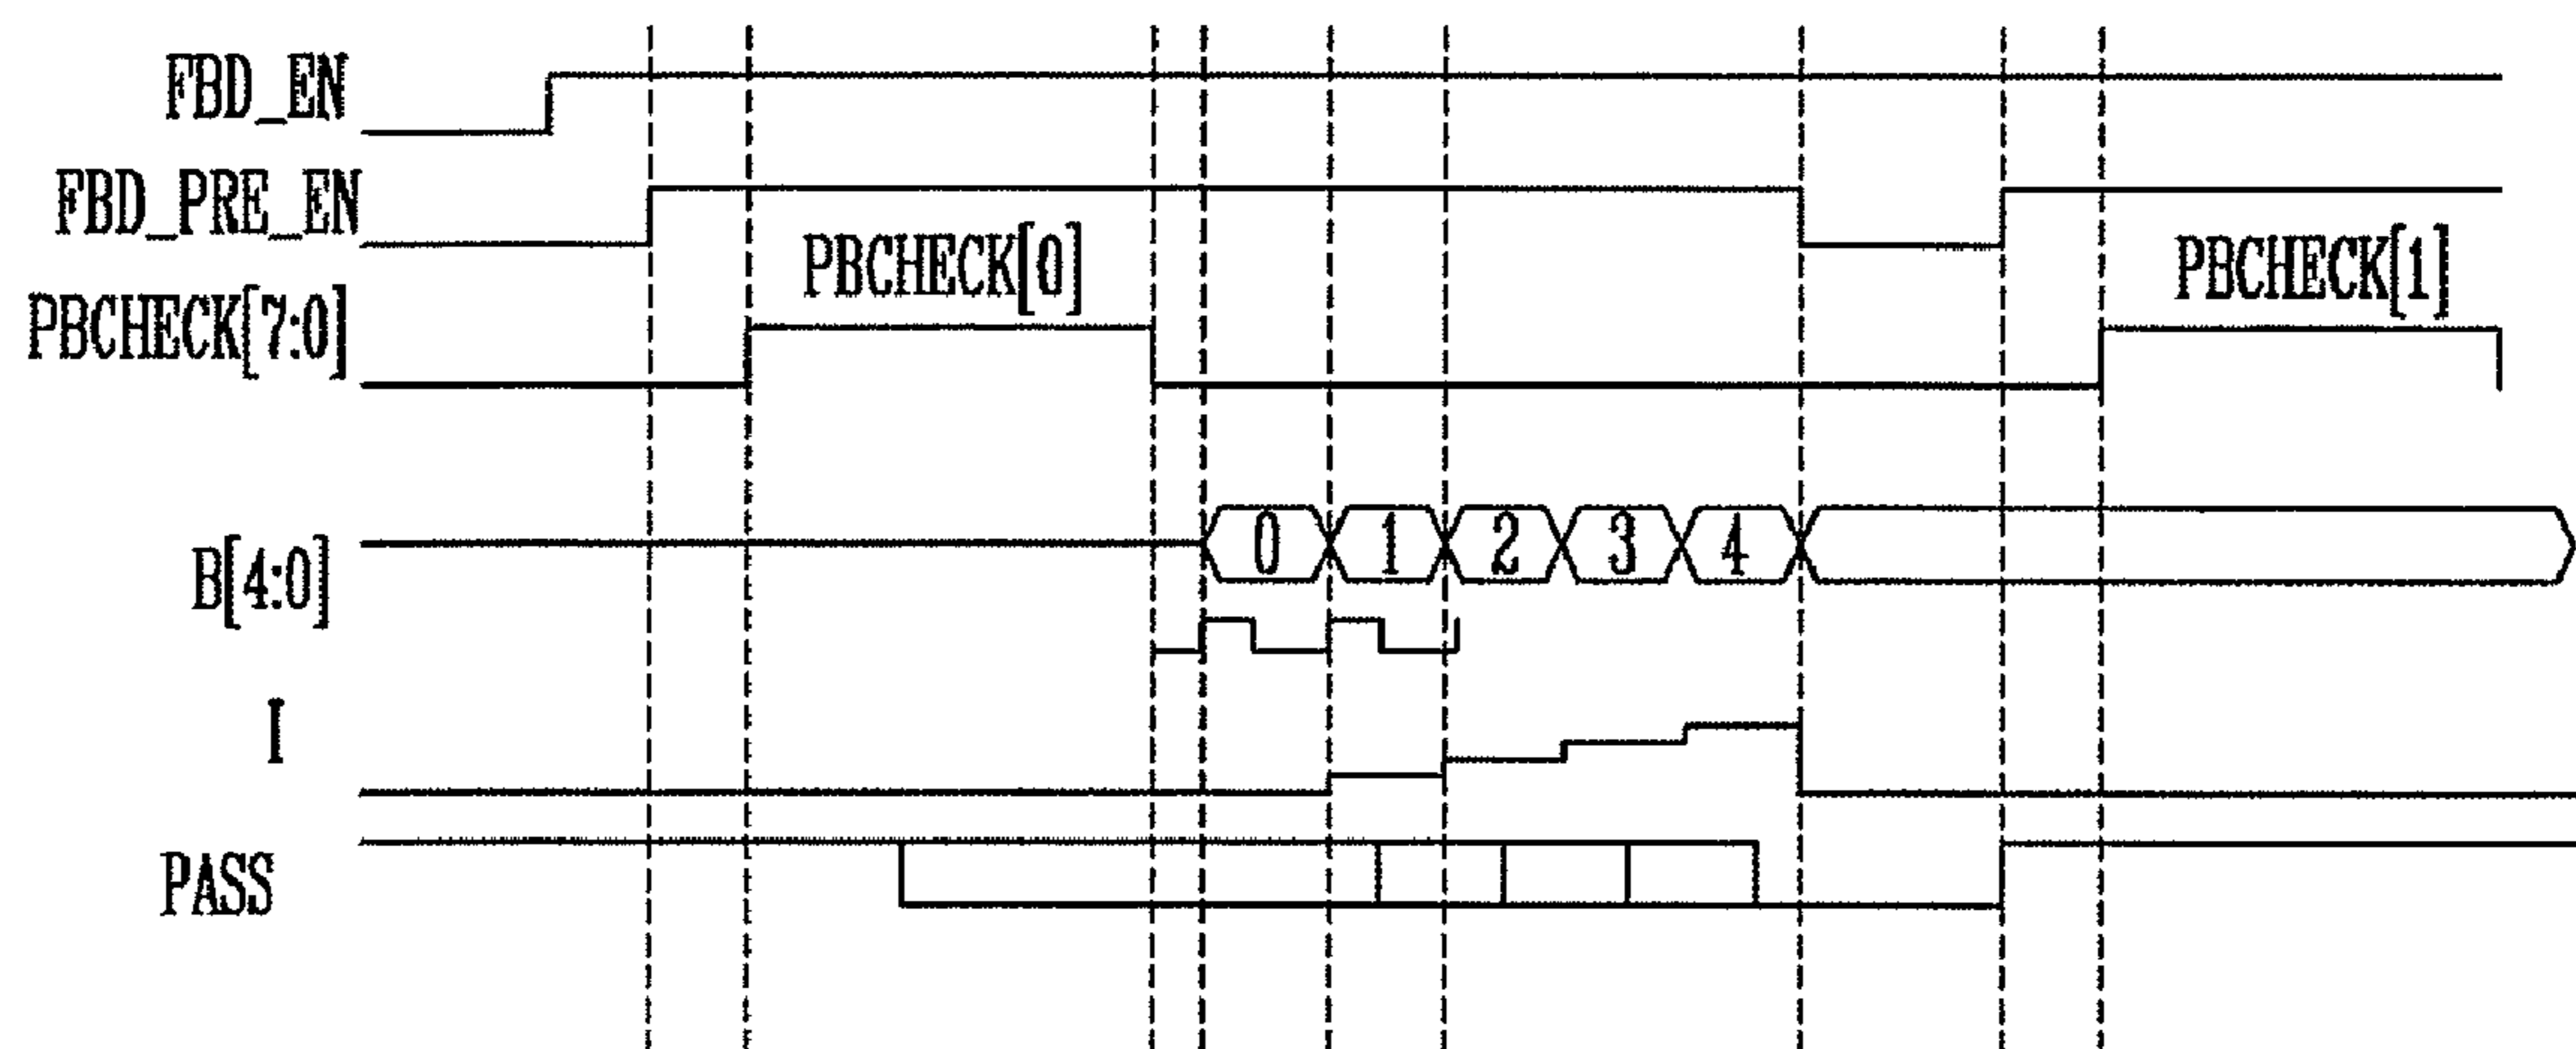 FBD_EN
FBD_PRE_EN
PBCHECK[0]
PBCHECK[1]
PBCHECK[7:0]
0 1 2 3 4
B[4:0]
I
PASS